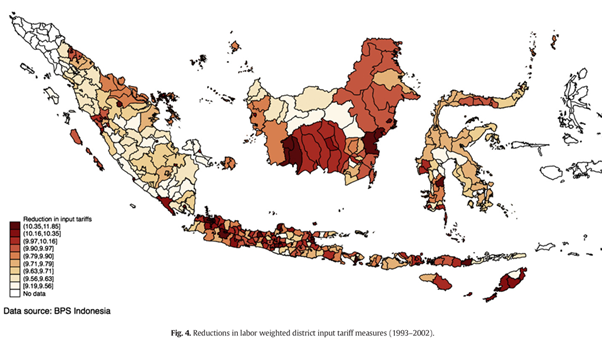 Reduction in input tariffs
(10.35,11.85]
(10.16,10.35]
(9.97,10.16]
(9.90,9.97]
(9.79,9.90]
(9.71,9.79]
(9.63,9.71]
(9.56,9.63]
[9.19,9.56]
No data
Data source: BPS Indonesia
Fig. 4. Reductions in labor weighted district input tariff measures (1993–2002).